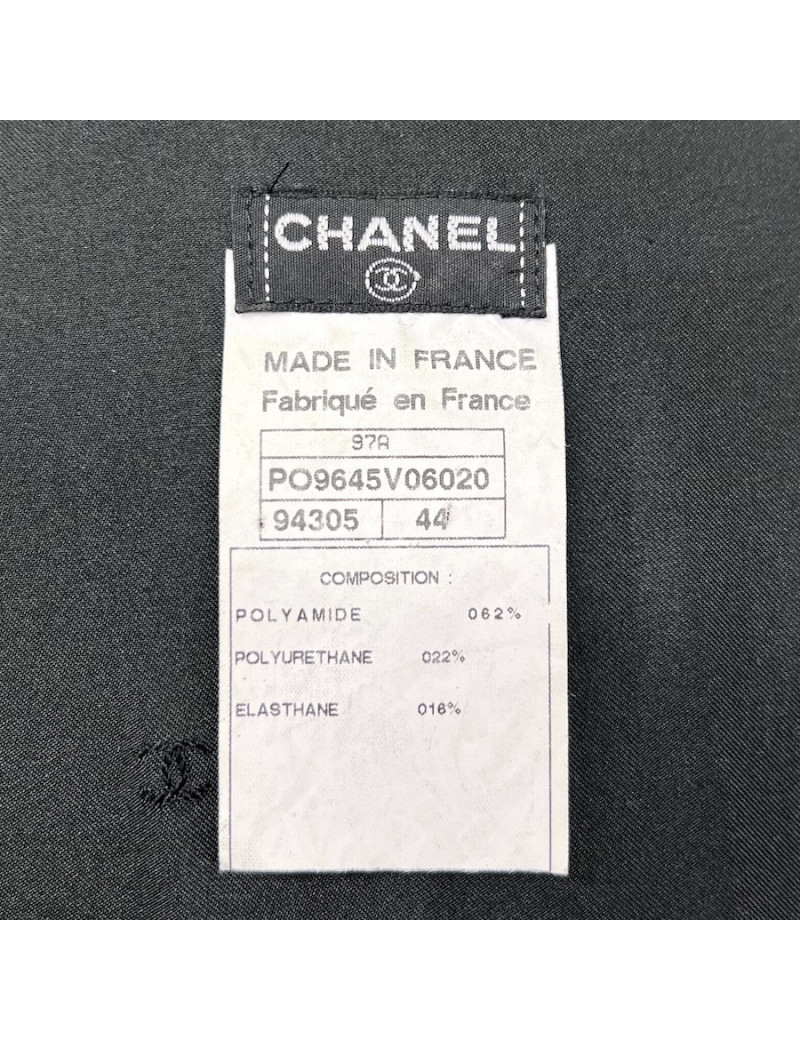 CHANEL
MADE IN FRANCE
Fabriqué en France
97A
PO9645V06020
94305 44
COMPOSITION :
POLYAMIDE 062%
POLYURETHANE 022%
ELASTHANE 016%